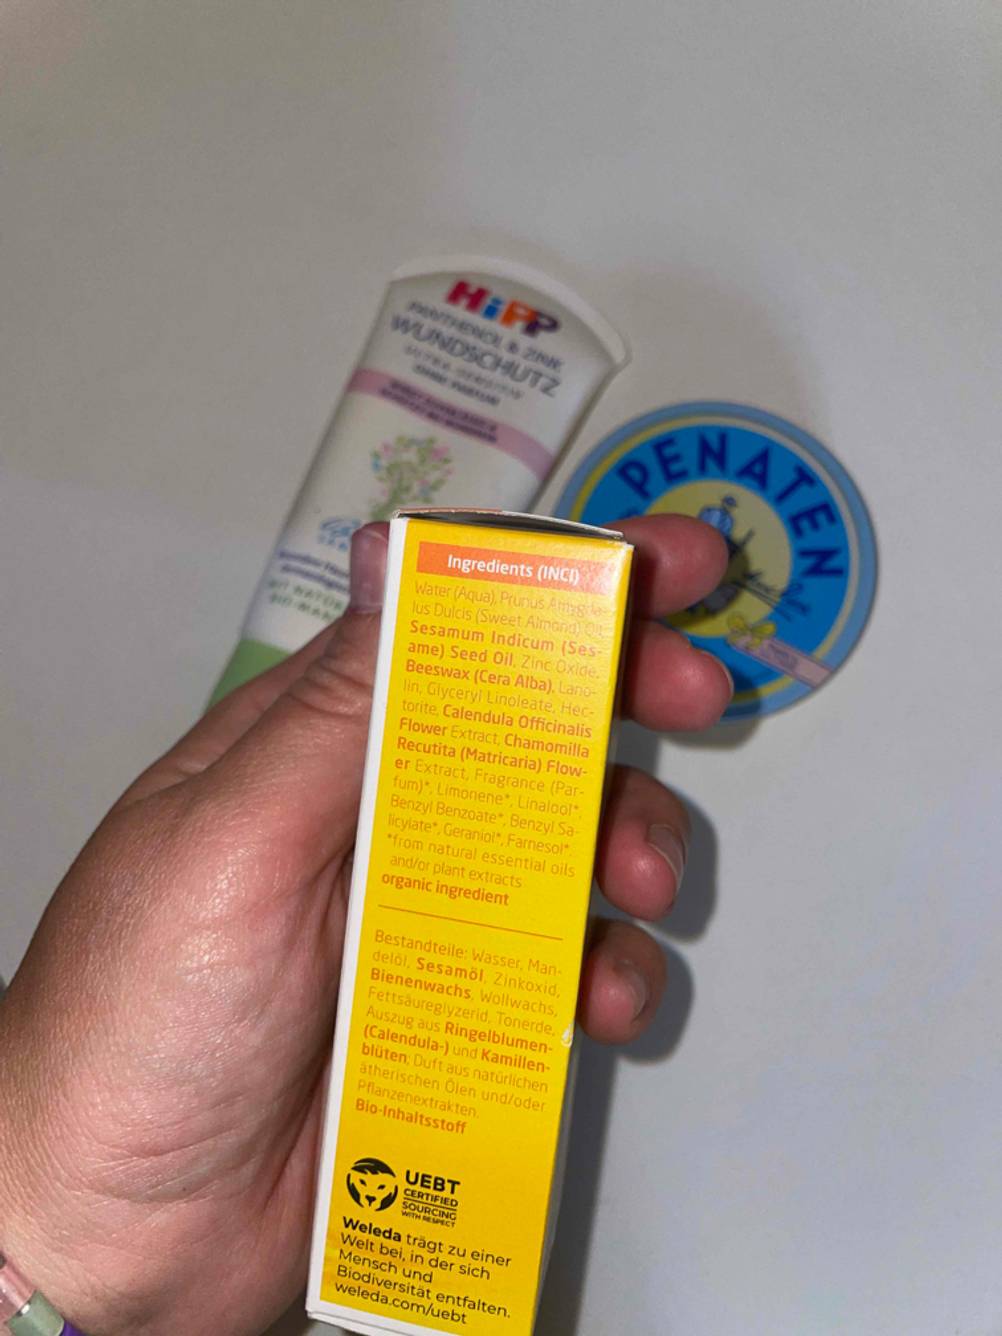 HiPP
PANTHENOL & ZINK
WUNDSCHUTZ
ULTRA-SENSITIV
OHNE PARFUM
PENATEN
Ingredients (INCI)
Water (Aqua), Prunus Amygda-
lus Dulcis (Sweet Almond) Oil,
Sesamum Indicum (Ses-
ame) Seed Oil, Zinc Oxide,
Beeswax (Cera Alba), Lano-
lin, Glyceryl Linoleate, Hec-
torite, Calendula Officinalis
Flower Extract, Chamomilla
Recutita (Matricaria) Flow-
er Extract, Fragrance (Par-
fum)*, Limonene*, Linalool*,
Benzyl Benzoate*, Benzyl Sa-
licylate*, Geraniol*, Farnesol*.
*from natural essential oils
and/or plant extracts
organic ingredient
Bestandteile: Wasser, Man-
delöl, Sesamöl, Zinkoxid,
Bienenwachs, Wollwachs,
Fettsäureglyzerid, Tonerde,
Auszug aus Ringelblumen-
(Calendula-) und Kamillen-
blüten; Duft aus natürlichen
ätherischen Ölen und/oder
Pflanzenextrakten.
Bio-Inhaltsstoff
UEBT
CERTIFIED
SOURCING
WITH RESPECT
Weleda trägt zu einer
Welt bei, in der sich
Mensch und
Biodiversität entfalten.
weleda.com/uebt